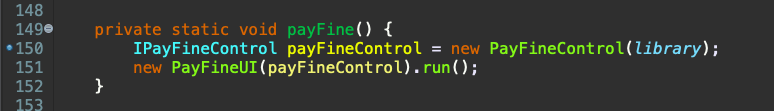 148
149 private static void payFine() {
150 IPayFineControl payFineControl = new PayFineControl(library);
151 new PayFineUI(payFineControl).run();
152 }
153